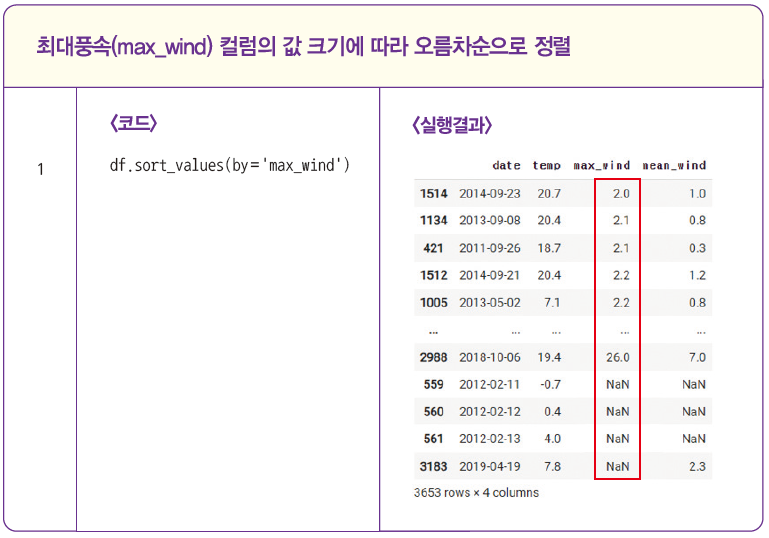 최대풍속(max_wind) 컬럼의 값 크기에 따라 오름차순으로 정렬
1
<코드>
df.sort_values(by='max_wind')
<실행결과>
date temp max_wind mean_wind
1514 2014-09-23 20.7 2.0 1.0
1134 2013-09-08 20.4 2.1 0.8
421 2011-09-26 18.7 2.1 0.3
1512 2014-09-21 20.4 2.2 1.2
1005 2013-05-02 7.1 2.2 0.8
... ... ... ... ...
2988 2018-10-06 19.4 26.0 7.0
559 2012-02-11 -0.7 NaN NaN
560 2012-02-12 0.4 NaN NaN
561 2012-02-13 4.0 NaN NaN
3183 2019-04-19 7.8 NaN 2.3
3653 rows × 4 columns